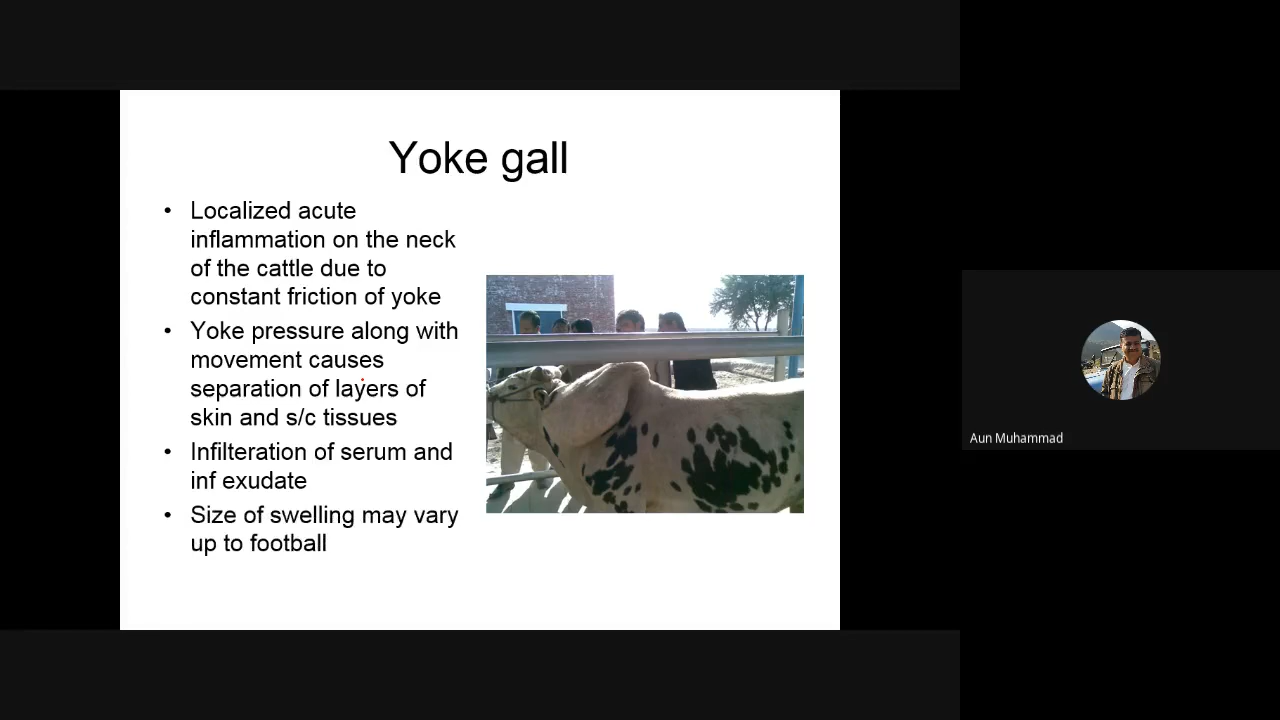 Yoke gall
• Localized acute
inflammation on the neck
of the cattle due to
constant friction of yoke
• Yoke pressure along with
movement causes
separation of layers of
skin and s/c tissues
• Infilteration of serum and
inf exudate
• Size of swelling may vary
up to football
Aun Muhammad